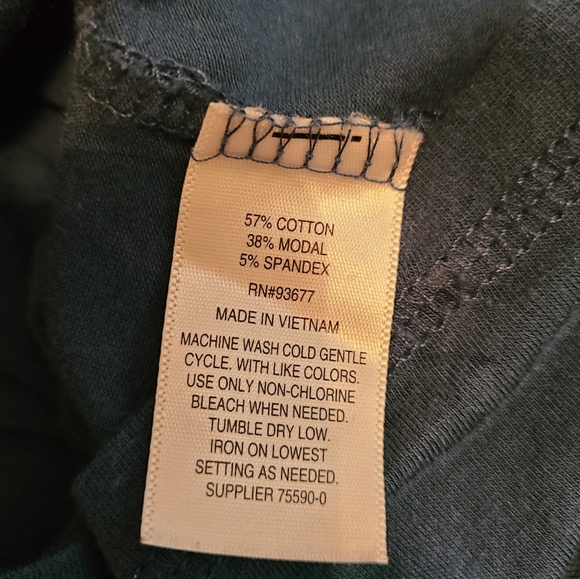 57% COTTON
38% MODAL
5% SPANDEX
RN#93677
MADE IN VIETNAM
MACHINE WASH COLD GENTLE
CYCLE. WITH LIKE COLORS.
USE ONLY NON-CHLORINE
BLEACH WHEN NEEDED.
TUMBLE DRY LOW.
IRON ON LOWEST
SETTING AS NEEDED.
SUPPLIER 75590-0